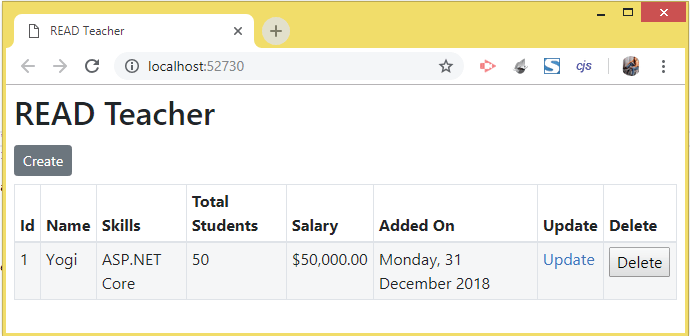 READ Teacher
localhost:52730
cjs
READ Teacher
Create
Id Name Skills Total Students Salary Added On Update Delete
1 Yogi ASP.NET Core 50 $50,000.00 Monday, 31 December 2018 Update Delete